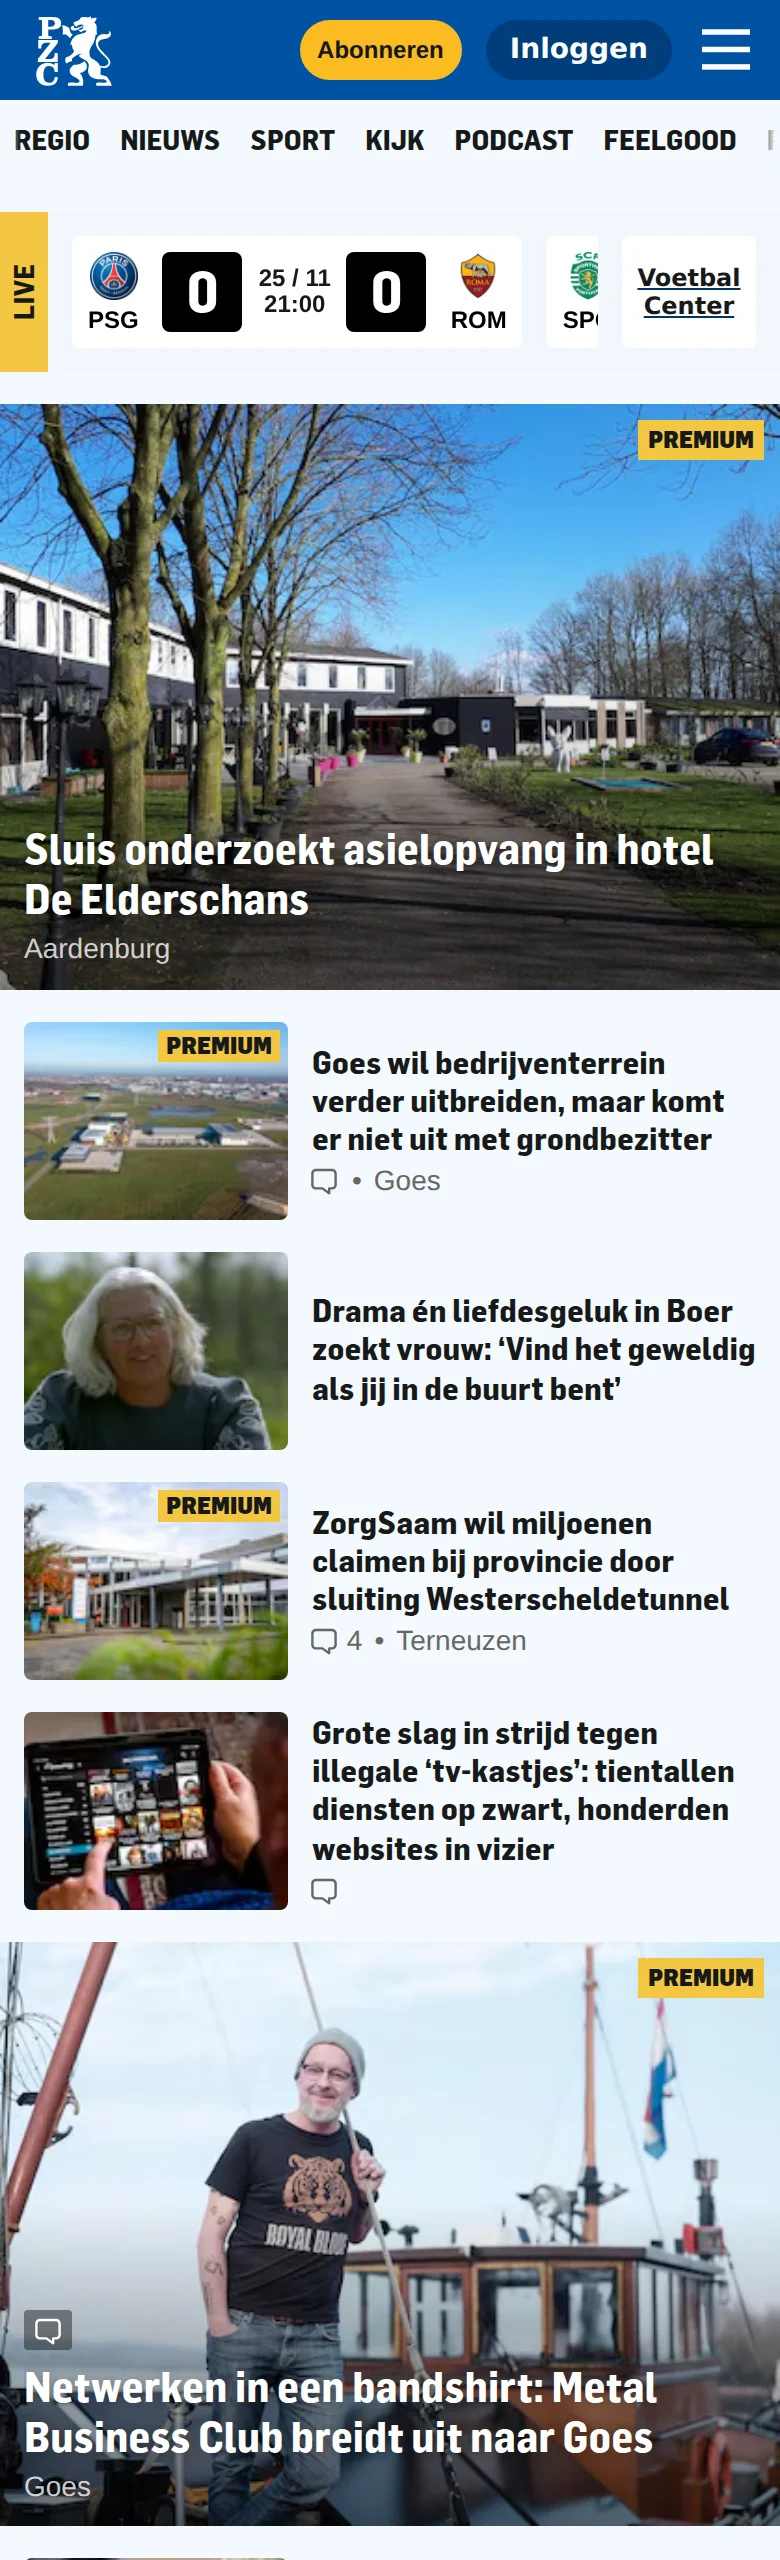 PZC
Abonneren
Inloggen
REGIO NIEUWS SPORT KIJK PODCAST FEELGOOD
LIVE
PSG
0
25 / 11
21:00
0
ROM
Voetbal
Center
PREMIUM
Sluis onderzoekt asielopvang in hotel
De Elderschans
Aardenburg
PREMIUM
Goes wil bedrijventerrein
verder uitbreiden, maar komt
er niet uit met grondbezitter
• Goes
Drama én liefdesgeluk in Boer
zoekt vrouw: ‘Vind het geweldig
als jij in de buurt bent’
PREMIUM
ZorgSaam wil miljoenen
claimen bij provincie door
sluiting Westerscheldetunnel
4 • Terneuzen
Grote slag in strijd tegen
illegale ‘tv-kastjes’: tientallen
diensten op zwart, honderden
websites in vizier
PREMIUM
ROYAL BLOOD
Netwerken in een bandshirt: Metal
Business Club breidt uit naar Goes
Goes